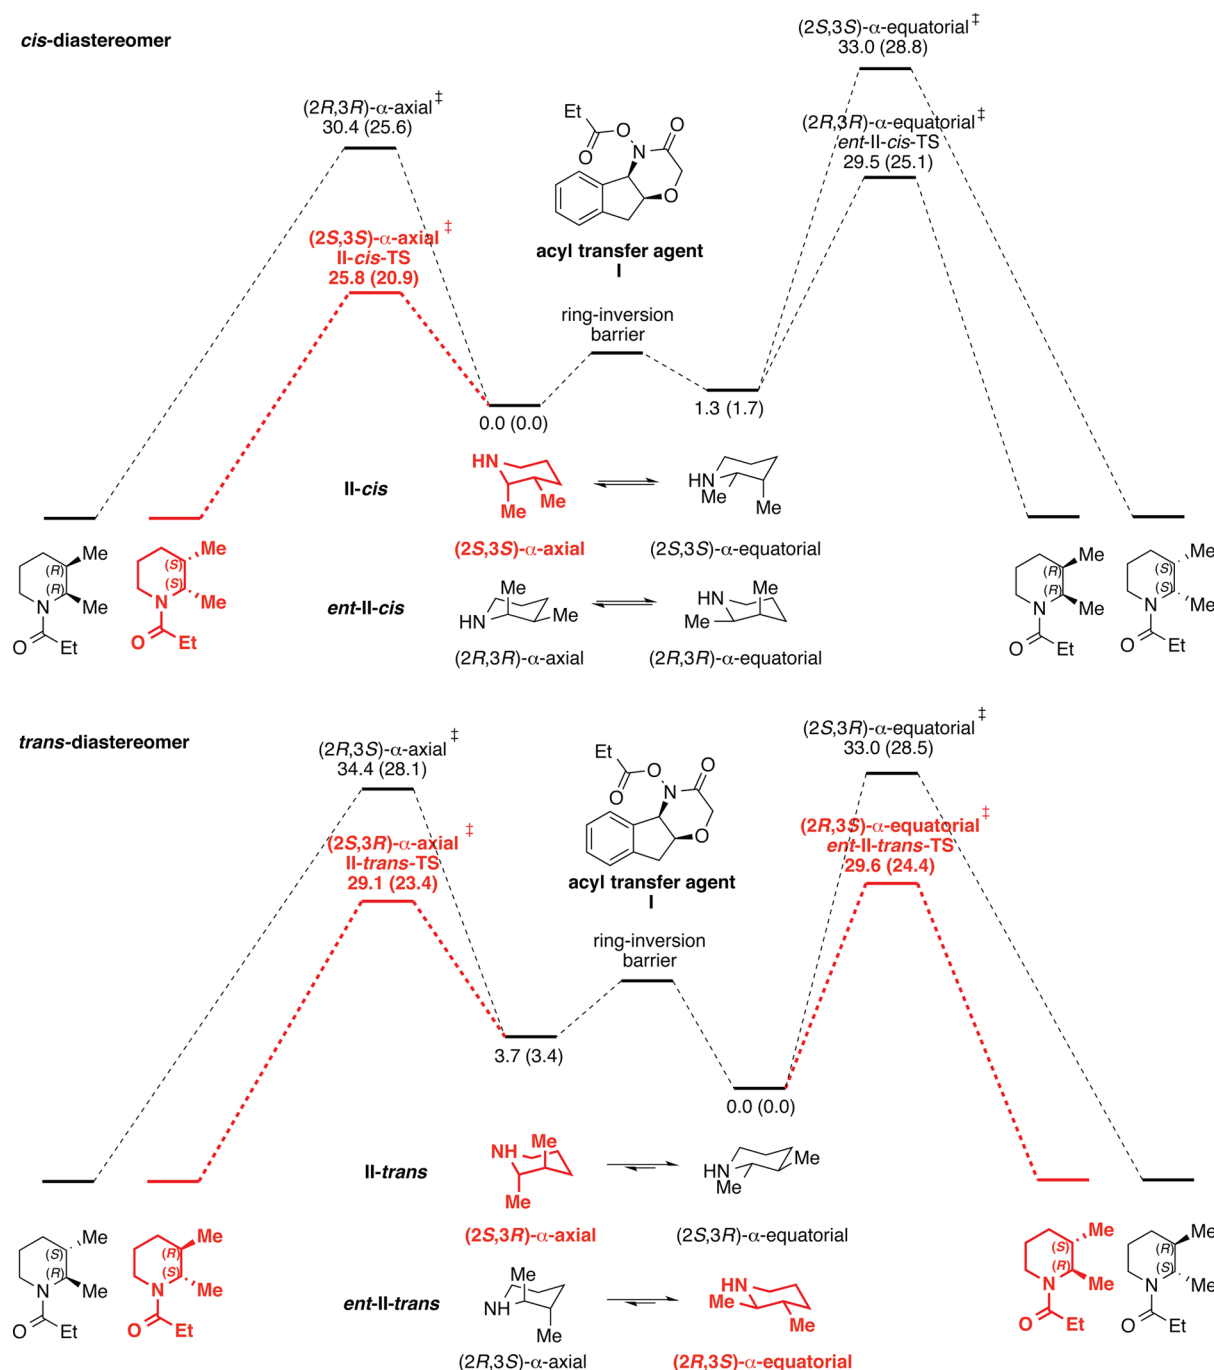 cis-diastereomer
(2S,3S)-α-equatorial‡
33.0 (28.8)
(2R,3R)-α-axial‡
30.4 (25.6)
Et
O
O
O
N
O
(2R,3R)-α-equatorial‡
ent-II-cis-TS
29.5 (25.1)
(2S,3S)-α-axial‡
II-cis-TS
25.8 (20.9)
acyl transfer agent
I
ring-inversion
barrier
0.0 (0.0)
1.3 (1.7)
II-cis
HN
Me
Me
HN
Me
Me
(2S,3S)-α-axial
(2S,3S)-α-equatorial
ent-II-cis
Me
HN
Me
Me
HN
Me
(2R,3R)-α-axial
(2R,3R)-α-equatorial
Me
(R)
(R)
N
Me
O
Et
Me
(S)
(S)
N
Me
O
Et
Me
(R)
(R)
N
Me
O
Et
Me
(S)
(S)
N
Me
O
Et
trans-diastereomer
(2R,3S)-α-axial‡
34.4 (28.1)
(2S,3R)-α-equatorial‡
33.0 (28.5)
Et
O
O
O
N
O
(2S,3R)-α-axial‡
II-trans-TS
29.1 (23.4)
(2R,3S)-α-equatorial‡
ent-II-trans-TS
29.6 (24.4)
acyl transfer agent
I
ring-inversion
barrier
3.7 (3.4)
0.0 (0.0)
II-trans
Me
NH
Me
HN
Me
Me
(2S,3R)-α-axial
(2S,3R)-α-equatorial
ent-II-trans
Me
NH
Me
HN
Me
Me
(2R,3S)-α-axial
(2R,3S)-α-equatorial
Me
(S)
(R)
N
Me
O
Et
Me
(R)
(S)
N
Me
O
Et
Me
(S)
(R)
N
Me
O
Et
Me
(R)
(S)
N
Me
O
Et